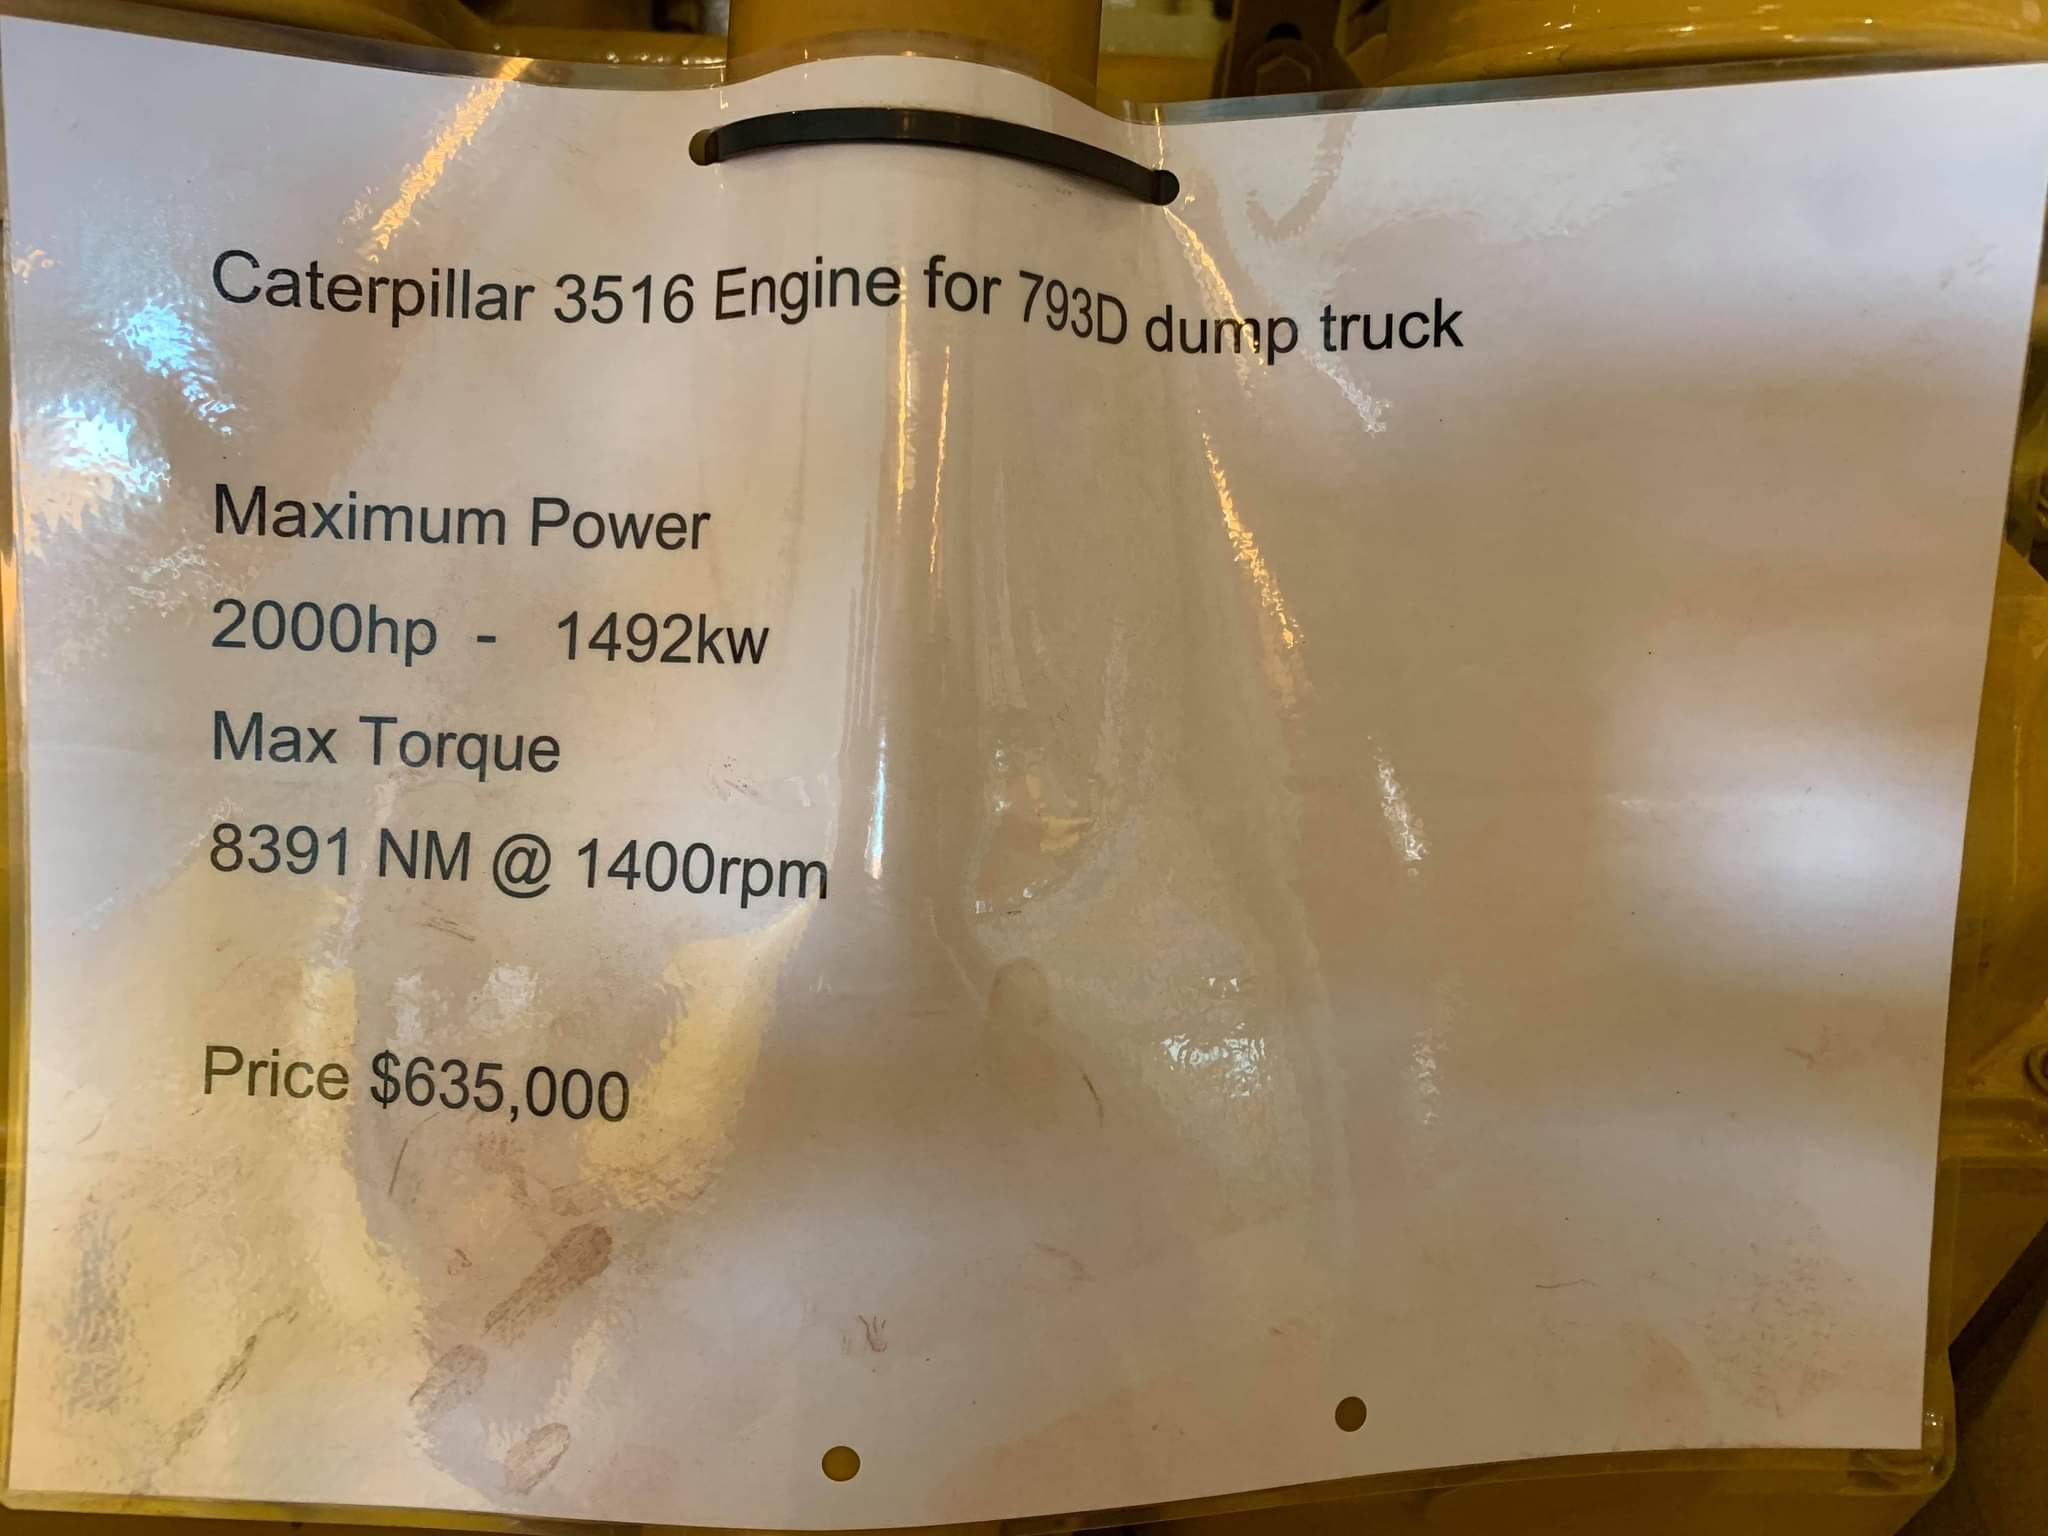 Caterpillar 3516 Engine for 793D dump truck
Maximum Power
2000hp - 1492kw
Max Torque
8391 NM @ 1400rpm
Price $635,000